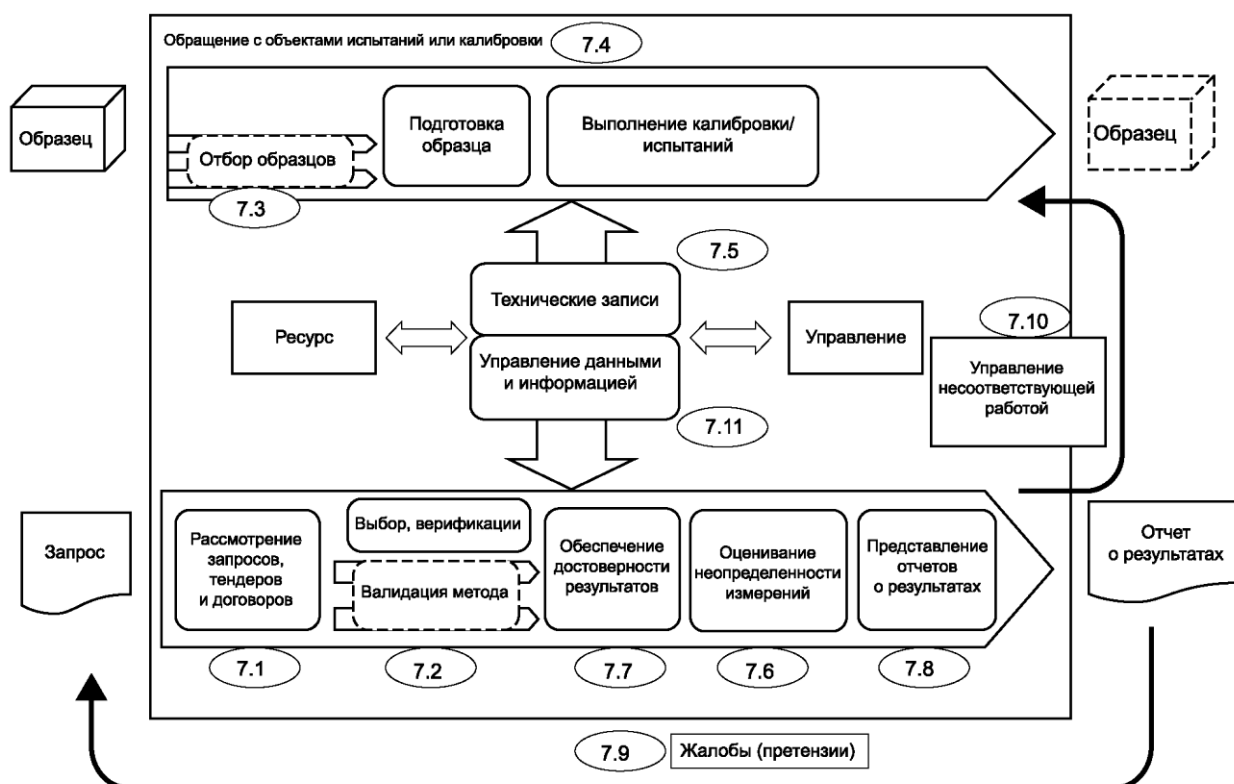 Обращение с объектами испытаний или калибровки
7.4
Образец
Отбор образцов
Подготовка
образца
Выполнение калибровки/
испытаний
Образец
7.3
7.5
Технические записи
Ресурс
Управление данными
и информацией
Управление
7.10
Управление
несоответствующей
работой
7.11
Запрос
Рассмотрение
запросов,
тендеров
и договоров
Выбор, верификации
Валидация метода
Обеспечение
достоверности
результатов
Оценивание
неопределенности
измерений
Представление
отчетов
о результатах
Отчет
о результатах
7.1
7.2
7.7
7.6
7.8
7.9
Жалобы (претензии)